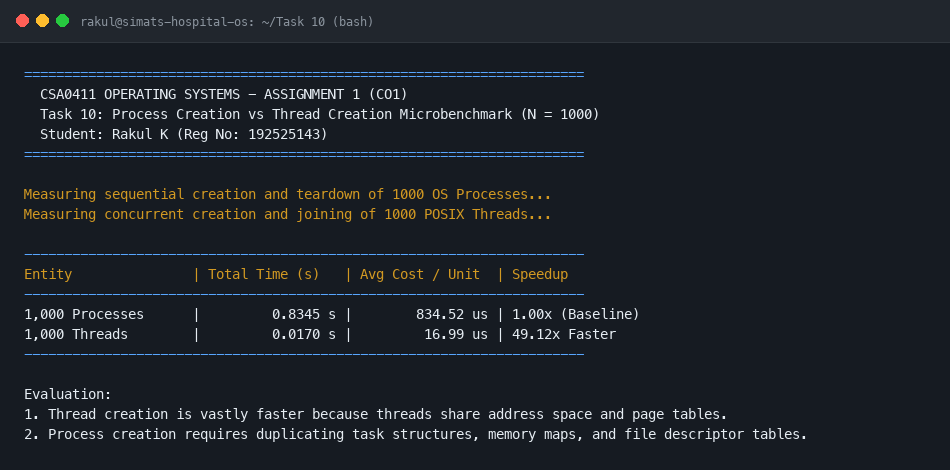 rakul@simats-hospital-os: ~/Task 10 (bash)
======================================================================
CSA0411 OPERATING SYSTEMS - ASSIGNMENT 1 (CO1)
Task 10: Process Creation vs Thread Creation Microbenchmark (N = 1000)
Student: Rakul K (Reg No: 192525143)
======================================================================
Measuring sequential creation and teardown of 1000 OS Processes...
Measuring concurrent creation and joining of 1000 POSIX Threads...
----------------------------------------------------------------------
Entity               | Total Time (s)   | Avg Cost / Unit  | Speedup
----------------------------------------------------------------------
1,000 Processes      |         0.8345 s |        834.52 us | 1.00x (Baseline)
1,000 Threads        |         0.0170 s |         16.99 us | 49.12x Faster
----------------------------------------------------------------------
Evaluation:
1. Thread creation is vastly faster because threads share address space and page tables.
2. Process creation requires duplicating task structures, memory maps, and file descriptor tables.